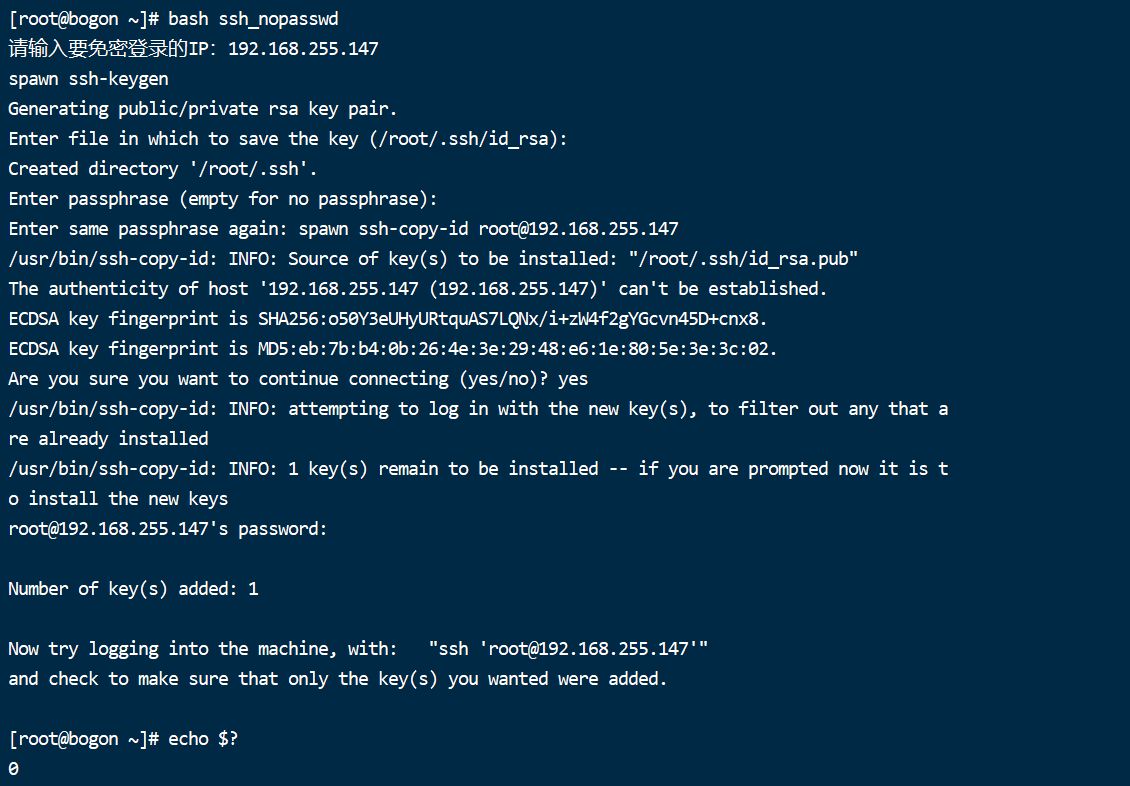 [root@bogon ~]# bash ssh_nopasswd
请输入要免密登录的IP: 192.168.255.147
spawn ssh-keygen
Generating public/private rsa key pair.
Enter file in which to save the key (/root/.ssh/id_rsa):
Created directory '/root/.ssh'.
Enter passphrase (empty for no passphrase):
Enter same passphrase again: spawn ssh-copy-id root@192.168.255.147
/usr/bin/ssh-copy-id: INFO: Source of key(s) to be installed: "/root/.ssh/id_rsa.pub"
The authenticity of host '192.168.255.147 (192.168.255.147)' can't be established.
ECDSA key fingerprint is SHA256:o50Y3eUHyURtquAS7LQNx/i+zW4f2gYGcvn45D+cnx8.
ECDSA key fingerprint is MD5:eb:7b:b4:0b:26:4e:3e:29:48:e6:1e:80:5e:3e:3c:02.
Are you sure you want to continue connecting (yes/no)? yes
/usr/bin/ssh-copy-id: INFO: attempting to log in with the new key(s), to filter out any that a
re already installed
/usr/bin/ssh-copy-id: INFO: 1 key(s) remain to be installed -- if you are prompted now it is t
o install the new keys
root@192.168.255.147's password:
Number of key(s) added: 1
Now try logging into the machine, with:   "ssh 'root@192.168.255.147'"
and check to make sure that only the key(s) you wanted were added.
[root@bogon ~]# echo $?
0